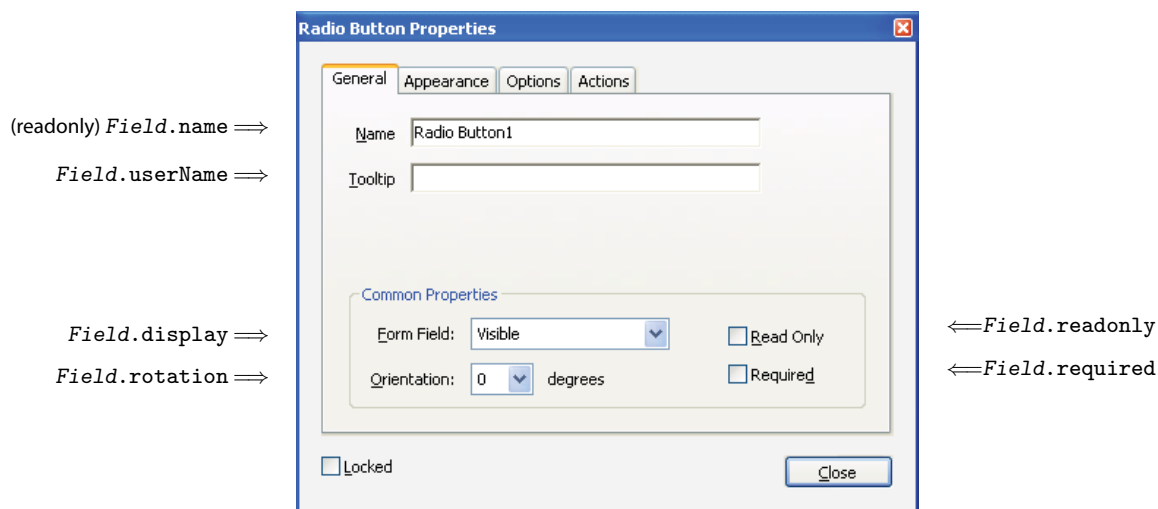 Radio Button Properties
General Appearance Options Actions
(readonly) Field.name⟹ Name Radio Button1
Field.userName⟹ Tooltip
Common Properties
Field.display⟹ Form Field: Visible Read Only ⟸Field.readonly
Field.rotation⟹ Orientation: 0 degrees Required ⟸Field.required
Locked Close